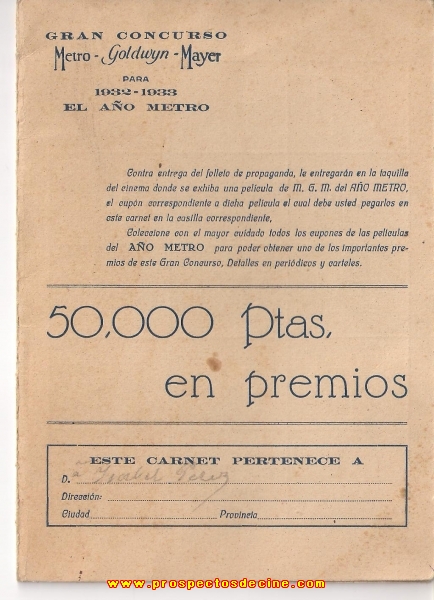 GRAN CONCURSO
Metro - Goldwyn - Mayer
PARA
1932-1933
EL AÑO METRO
Contra entrega del folleto de propaganda, le entregarán en la taquilla
del cinema donde se exhiba una película de M. G. M. del AÑO METRO,
el cupón correspondiente a dicha película el cual debe usted pegarlos en
este carnet en la casilla correspondiente,
Coleccione con el mayor cuidado todos los cupones de las películas
del AÑO METRO para poder obtener uno de los importantes pre-
mios de este Gran Concurso, Detalles en periódicos y carteles.
50,000 Ptas,
en premios
ESTE CARNET PERTENECE A
D. Isabel
Dirección:
Ciudad Provincia
www.prospectosdecine.com